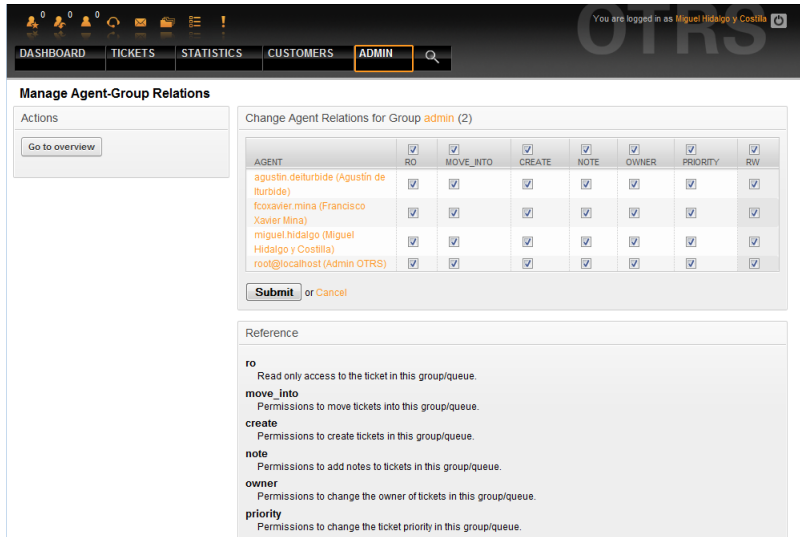 0 0 0
You are logged in as Miguel Hidalgo y Costilla
OTRS
DASHBOARD TICKETS STATISTICS CUSTOMERS ADMIN
Manage Agent-Group Relations
Actions
Go to overview
Change Agent Relations for Group admin (2)
AGENT RO MOVE_INTO CREATE NOTE OWNER PRIORITY RW
agustin.deiturbide (Agustín de
Iturbide)
fcoxavier.mina (Francisco
Xavier Mina)
miguel.hidalgo (Miguel
Hidalgo y Costilla)
root@localhost (Admin OTRS)
Submit or Cancel
Reference
ro
Read only access to the ticket in this group/queue.
move_into
Permissions to move tickets into this group/queue.
create
Permissions to create tickets in this group/queue.
note
Permissions to add notes to tickets in this group/queue.
owner
Permissions to change the owner of tickets in this group/queue.
priority
Permissions to change the ticket priority in this group/queue.